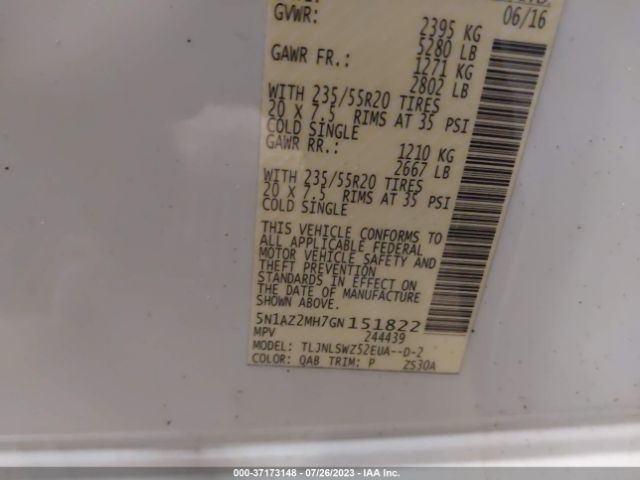 06/16
GVWR: 2395 KG
5280 LB
GAWR FR.: 1271 KG
2802 LB
WITH 235/55R20 TIRES
20 X 7.5 RIMS AT 35 PSI
COLD SINGLE
GAWR RR.: 1210 KG
2667 LB
WITH 235/55R20 TIRES
20 X 7.5 RIMS AT 35 PSI
COLD SINGLE
THIS VEHICLE CONFORMS TO
ALL APPLICABLE FEDERAL
MOTOR VEHICLE SAFETY AND
THEFT PREVENTION
STANDARDS IN EFFECT ON
THE DATE OF MANUFACTURE
SHOWN ABOVE.
5N1AZ2MH7GN151822
MPV 244439
MODEL: TLJNLSWZ52EUA--D-2
COLOR: QAB TRIM: P ZS30A
000-37173148 - 07/26/2023 - IAA Inc.